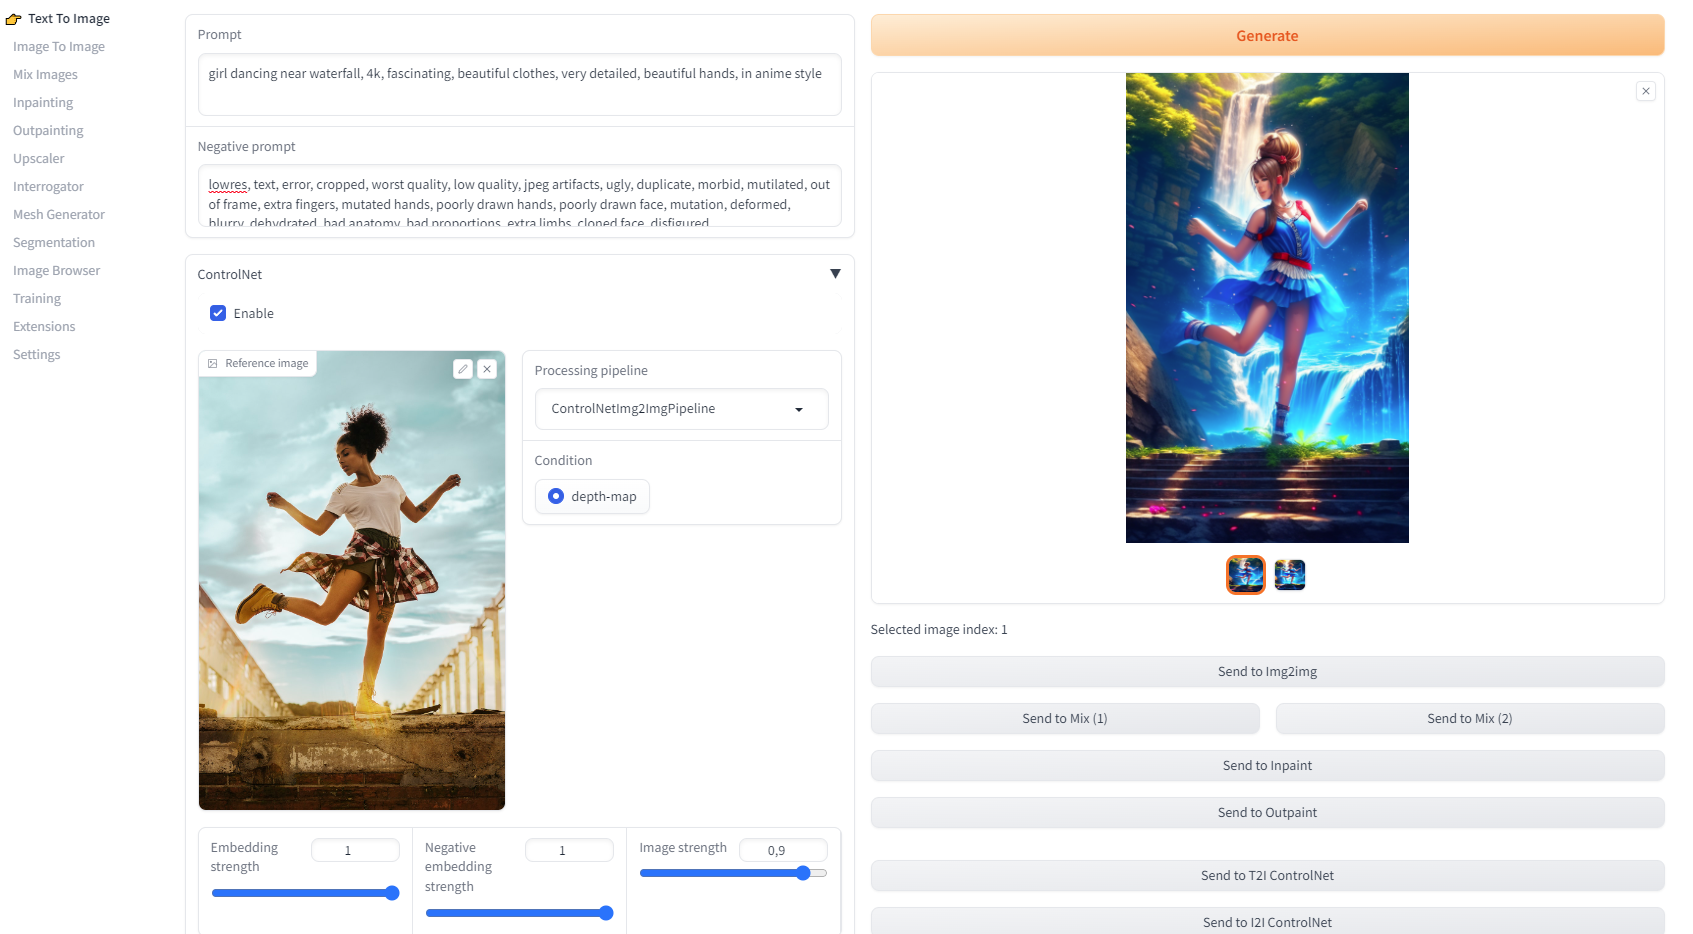 Text To Image
Image To Image
Mix Images
Inpainting
Outpainting
Upscaler
Interrogator
Mesh Generator
Segmentation
Image Browser
Training
Extensions
Settings
Prompt
girl dancing near waterfall, 4k, fascinating, beautiful clothes, very detailed, beautiful hands, in anime style
Negative prompt
lowres, text, error, cropped, worst quality, low quality, jpeg artifacts, ugly, duplicate, morbid, mutilated, out
of frame, extra fingers, mutated hands, poorly drawn hands, poorly drawn face, mutation, deformed,
blurry, dehydrated, bad anatomy, bad proportions, extra limbs, cloned face, disfigured
ControlNet
Enable
Reference image
Processing pipeline
ControlNetImg2ImgPipeline
Condition
depth-map
Embedding
strength
1
Negative
embedding
strength
1
Image strength
0,9
Generate
Selected image index: 1
Send to Img2img
Send to Mix (1)
Send to Mix (2)
Send to Inpaint
Send to Outpaint
Send to T2I ControlNet
Send to I2I ControlNet